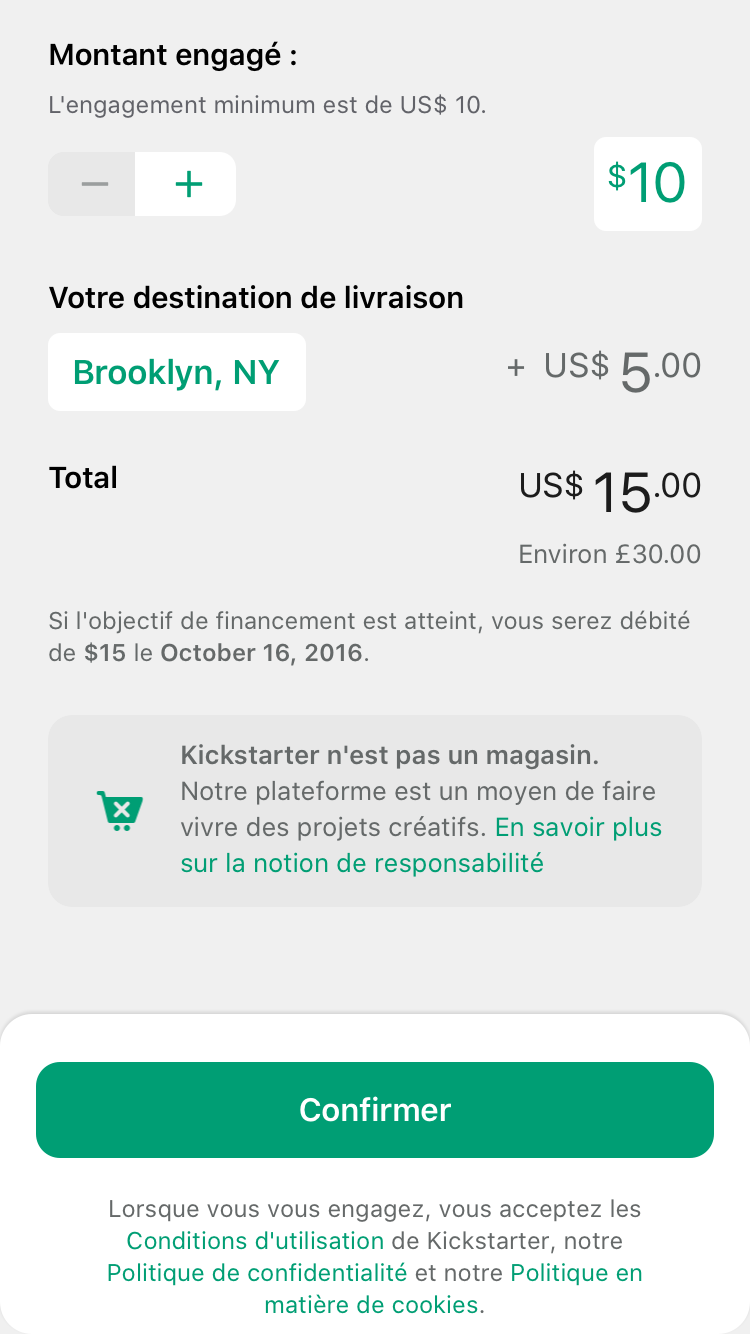 Montant engagé :
L'engagement minimum est de US$ 10.
$10
Votre destination de livraison
Brooklyn, NY
+ US$ 5.00
Total
US$ 15.00
Environ £30.00
Si l'objectif de financement est atteint, vous serez débité
de $15 le October 16, 2016.
Kickstarter n'est pas un magasin.
Notre plateforme est un moyen de faire
vivre des projets créatifs. En savoir plus
sur la notion de responsabilité
Confirmer
Lorsque vous vous engagez, vous acceptez les
Conditions d'utilisation de Kickstarter, notre
Politique de confidentialité et notre Politique en
matière de cookies.